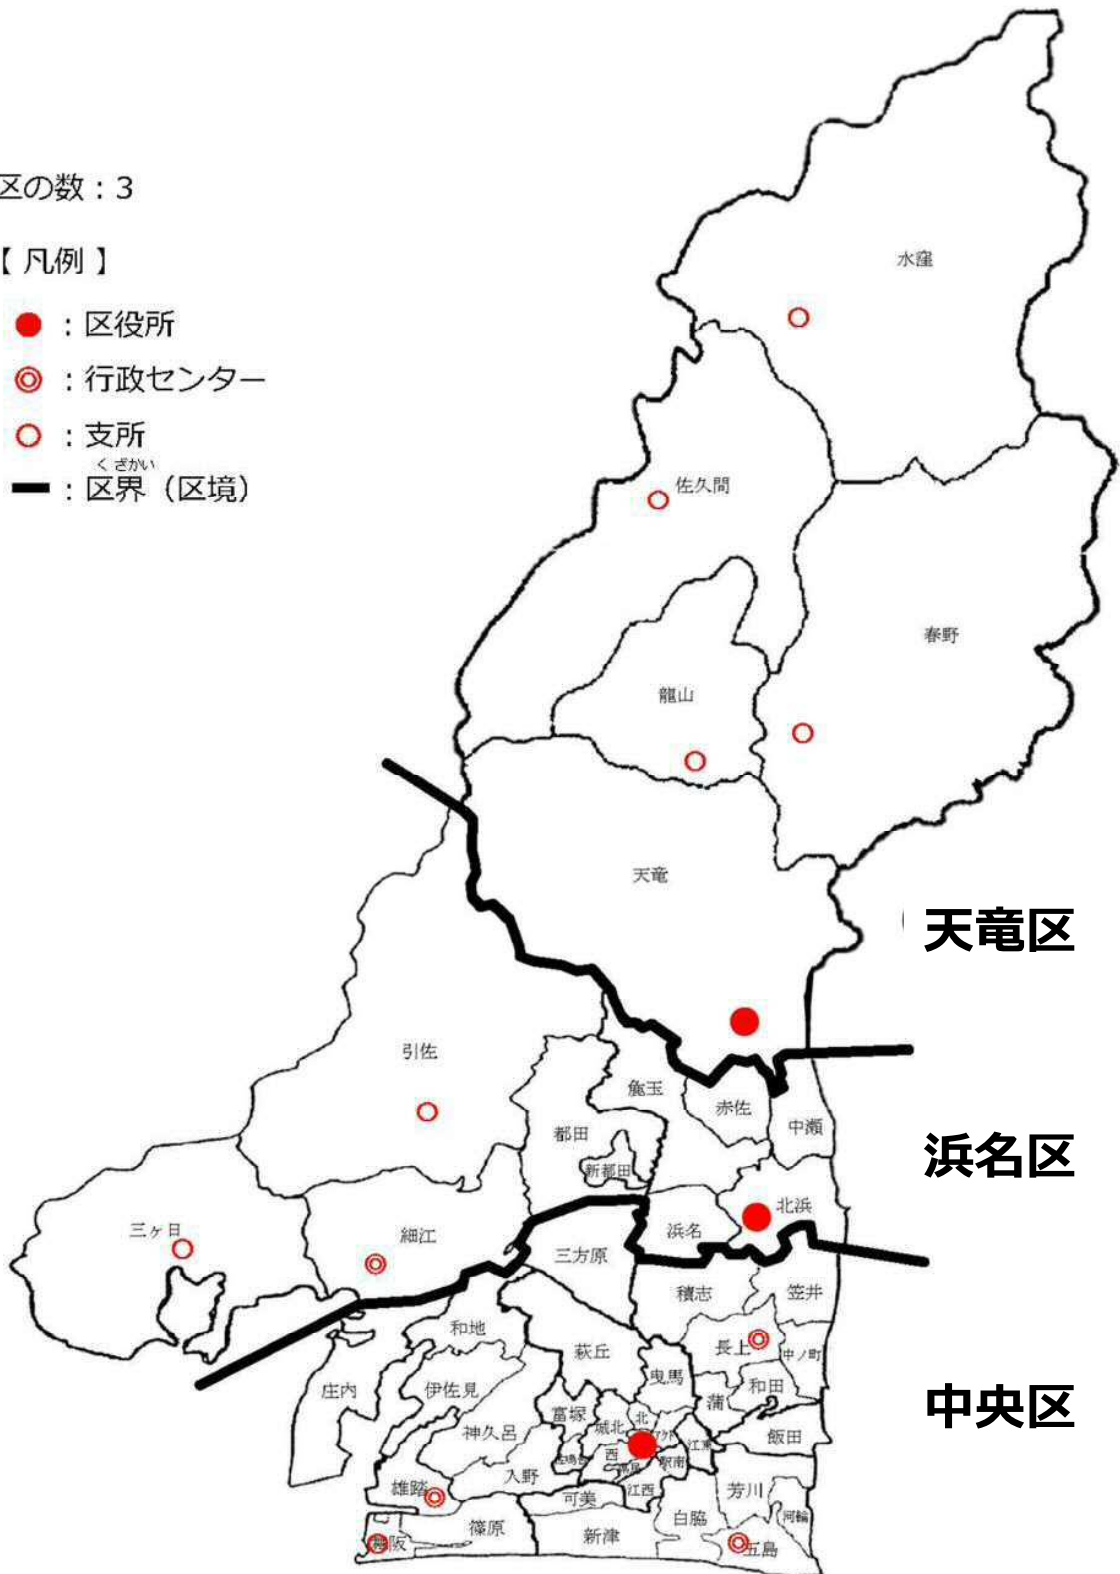 区の数：3
【 凡例 】
：区役所
：行政センター
：支所
くざかい
：区界（区境）
水窪
佐久間
春野
龍山
天竜
天竜区
引佐
麁玉
赤佐
中瀬
都田
新都田
浜名区
三ヶ日
細江
浜名
北浜
三方原
積志
笠井
和地
萩丘
長上
中ノ町
庄内
伊佐見
曳馬
蒲
和田
中央区
富塚
城北
北
神久呂
江東
飯田
西
駅南
入野
雄踏
可美
江西
芳川
白脇
河輪
篠原
新津
五島